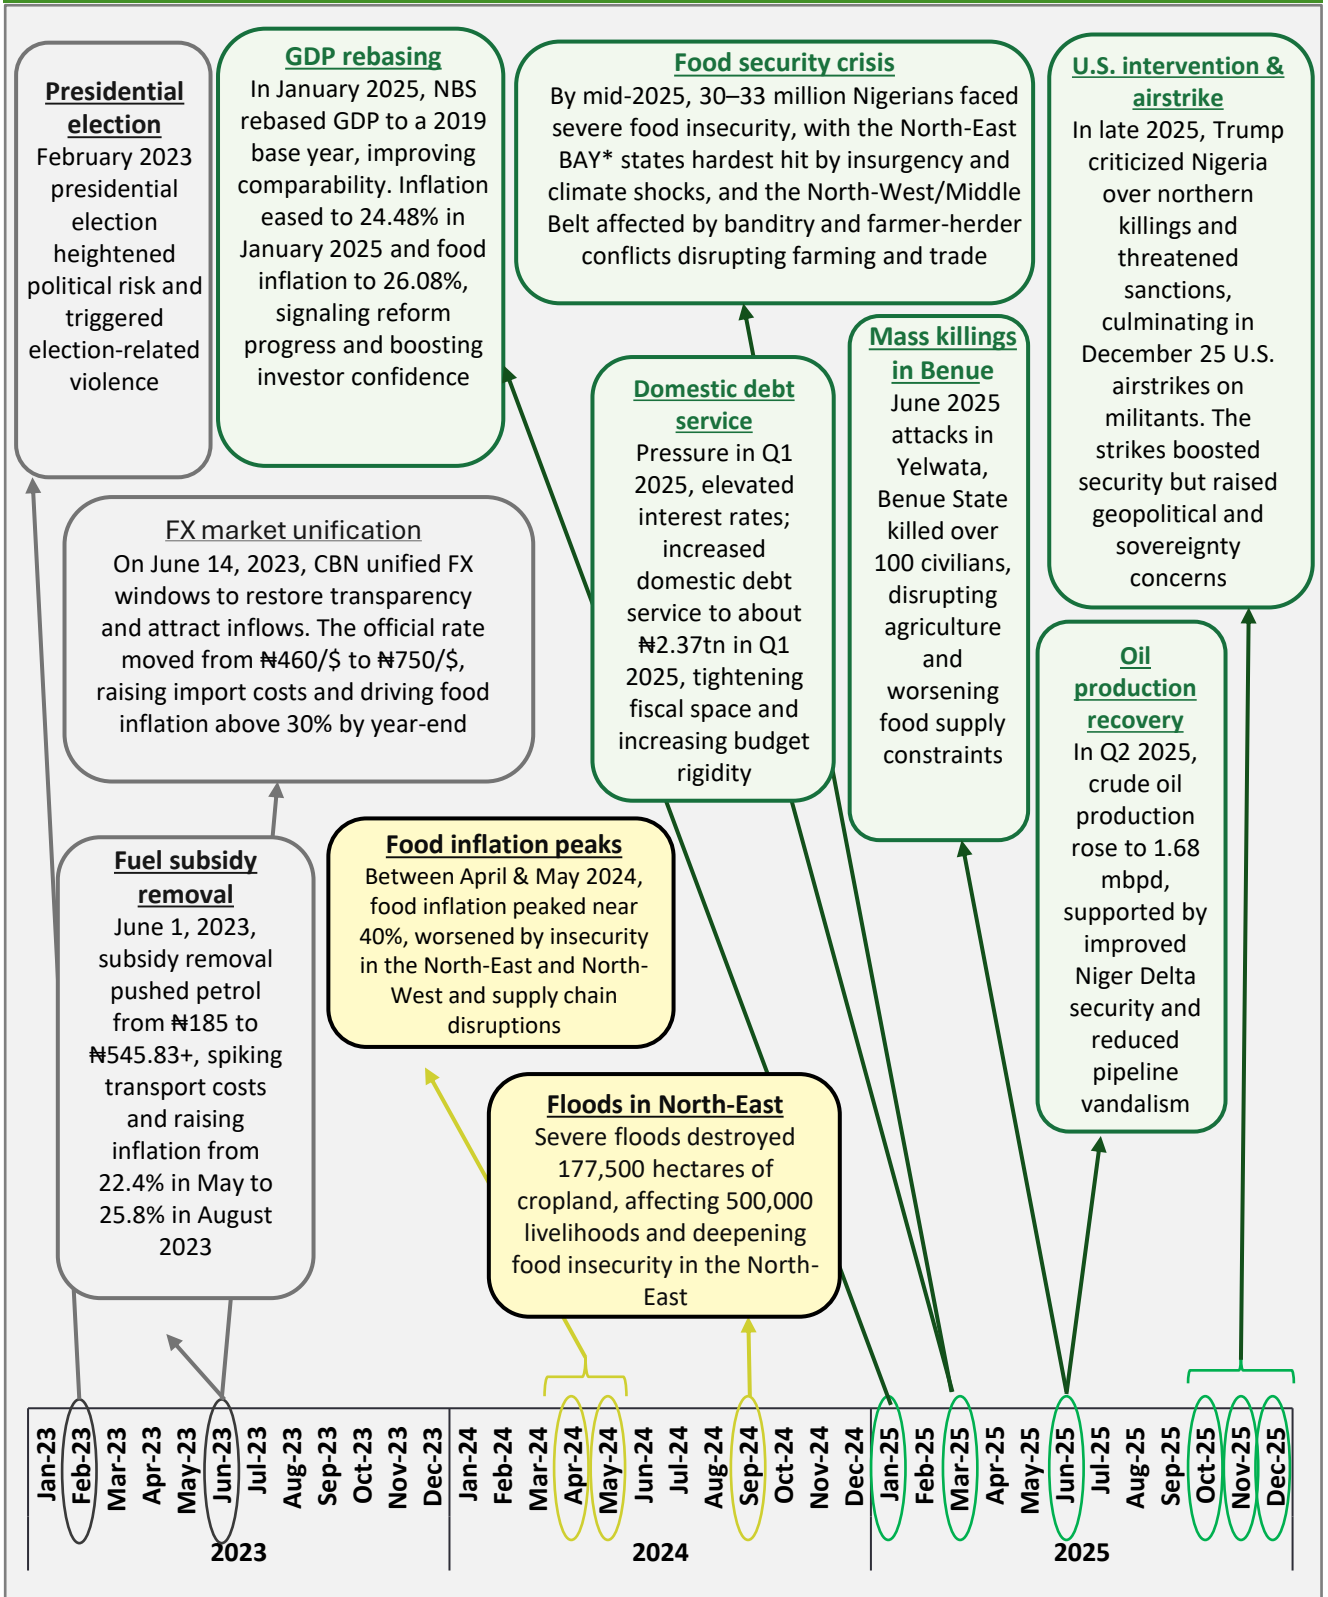 Presidential
election
February 2023
presidential
election
heightened
political risk and
triggered
election-related
violence
GDP rebasing
In January 2025, NBS
rebased GDP to a 2019
base year, improving
comparability. Inflation
eased to 24.48% in
January 2025 and food
inflation to 26.08%,
signaling reform
progress and boosting
investor confidence
Food security crisis
By mid-2025, 30–33 million Nigerians faced
severe food insecurity, with the North-East
BAY* states hardest hit by insurgency and
climate shocks, and the North-West/Middle
Belt affected by banditry and farmer-herder
conflicts disrupting farming and trade
U.S. intervention &
airstrike
In late 2025, Trump
criticized Nigeria
over northern
killings and
threatened
sanctions,
culminating in
December 25 U.S.
airstrikes on
militants. The
strikes boosted
security but raised
geopolitical and
sovereignty
concerns
FX market unification
On June 14, 2023, CBN unified FX
windows to restore transparency
and attract inflows. The official rate
moved from ₦460/$ to ₦750/$,
raising import costs and driving food
inflation above 30% by year-end
Domestic debt
service
Pressure in Q1
2025, elevated
interest rates;
increased
domestic debt
service to about
₦2.37tn in Q1
2025, tightening
fiscal space and
increasing budget
rigidity
Mass killings
in Benue
June 2025
attacks in
Yelwata,
Benue State
killed over
100 civilians,
disrupting
agriculture
and
worsening
food supply
constraints
Oil
production
recovery
In Q2 2025,
crude oil
production
rose to 1.68
mbpd,
supported by
improved
Niger Delta
security and
reduced
pipeline
vandalism
Fuel subsidy
removal
June 1, 2023,
subsidy removal
pushed petrol
from ₦185 to
₦545.83+, spiking
transport costs
and raising
inflation from
22.4% in May to
25.8% in August
2023
Food inflation peaks
Between April & May 2024,
food inflation peaked near
40%, worsened by insecurity
in the North-East and North-
West and supply chain
disruptions
Floods in North-East
Severe floods destroyed
177,500 hectares of
cropland, affecting 500,000
livelihoods and deepening
food insecurity in the North-
East
Jan-23
Feb-23
Mar-23
Apr-23
May-23
Jun-23
Jul-23
Aug-23
Sep-23
Oct-23
Nov-23
Dec-23
Jan-24
Feb-24
Mar-24
Apr-24
May-24
Jun-24
Jul-24
Aug-24
Sep-24
Oct-24
Nov-24
Dec-24
Jan-25
Feb-25
Mar-25
Apr-25
May-25
Jun-25
Jul-25
Aug-25
Sep-25
Oct-25
Nov-25
Dec-25
2023
2024
2025